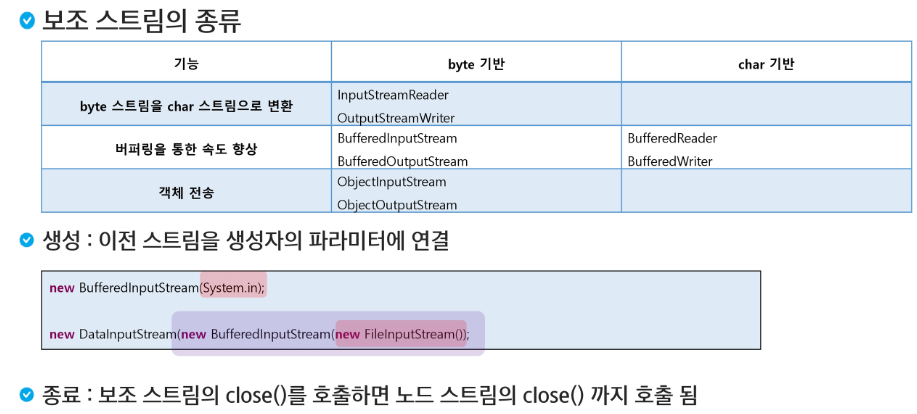 보조 스트림의 종류
기능 byte 기반 char 기반
byte 스트림을 char 스트림으로 변환
InputStreamReader
OutputStreamWriter
버퍼링을 통한 속도 향상
BufferedInputStream
BufferedOutputStream
BufferedReader
BufferedWriter
객체 전송
ObjectInputStream
ObjectOutputStream
생성 : 이전 스트림을 생성자의 파라미터에 연결
new BufferedInputStream(System.in);
new DataInputStream(new BufferedInputStream(new FileInputStream());
종료 : 보조 스트림의 close()를 호출하면 노드 스트림의 close() 까지 호출 됨